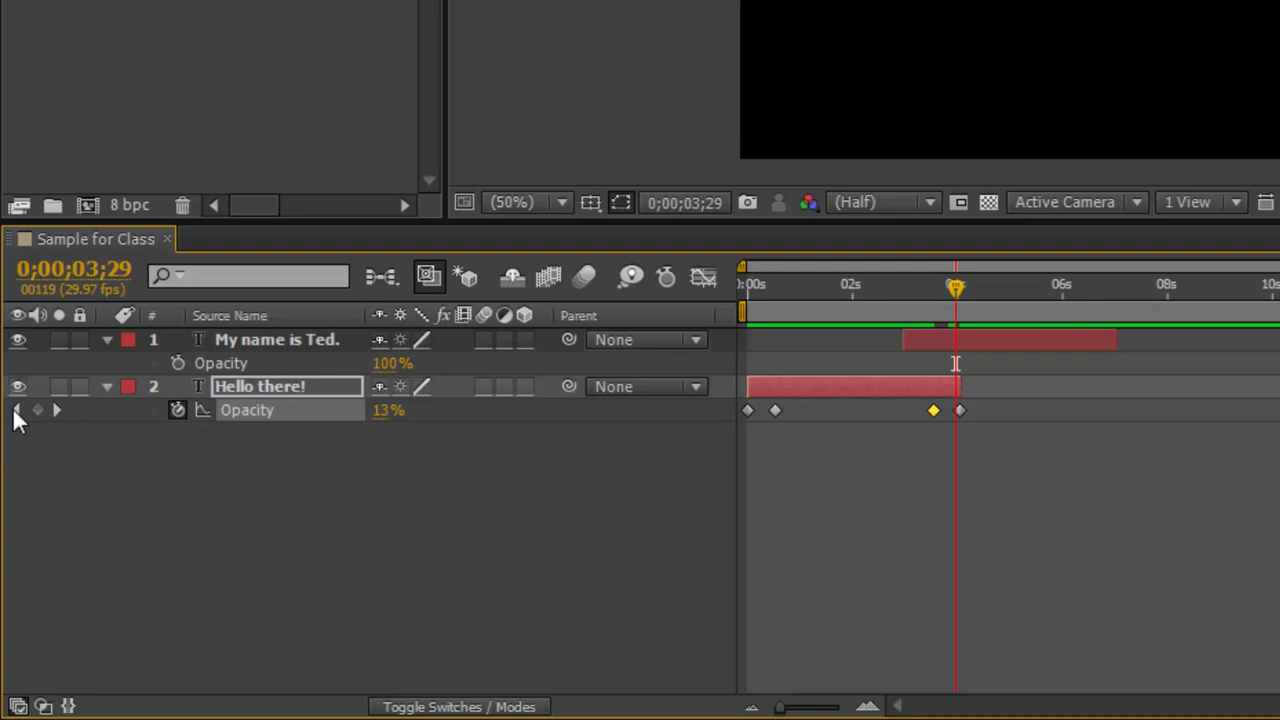 8 bpc
(50%)
0;00;03;29
(Half)
Active Camera
1 View
Sample for Class
0;00;03;29
00119 (29.97 fps)
:00s 02s 06s 08s 10s
# Source Name fx Parent
1 T My name is Ted. None
Opacity 100%
2 T Hello there! None
Opacity 13%
Toggle Switches / Modes